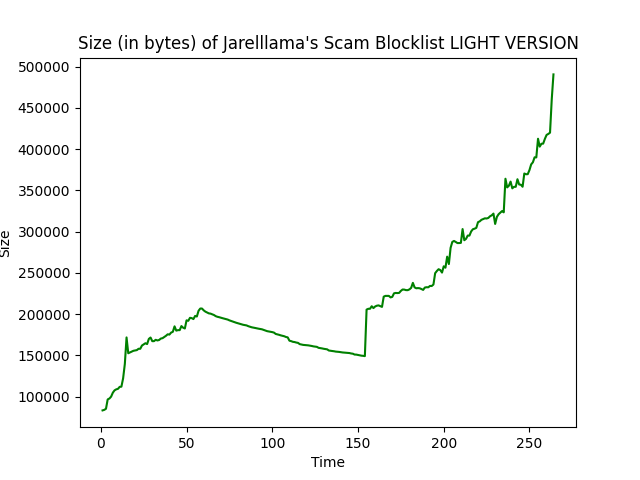 Size (in bytes) of Jarelllama's Scam Blocklist LIGHT VERSION
500000
450000
400000
350000
300000
250000
200000
150000
100000
Size
0 50 100 150 200 250
Time